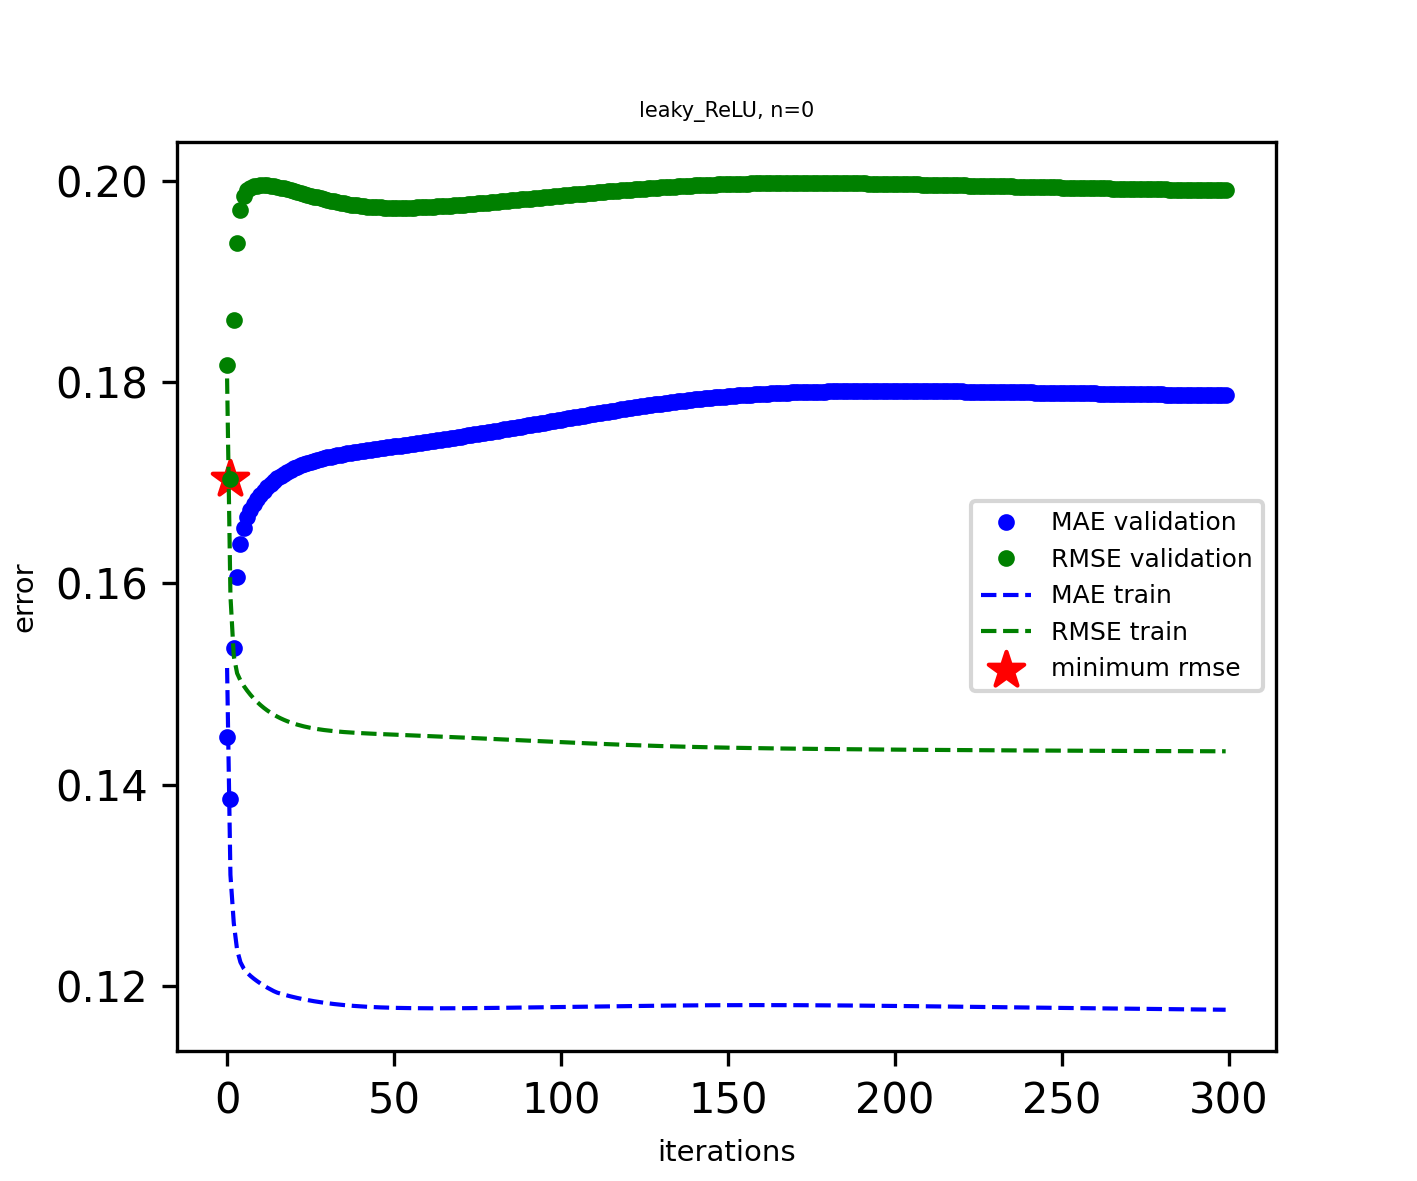 leaky_ReLU, n=0
0.20
0.18
0.16
0.14
0.12
error
MAE validation
RMSE validation
MAE train
RMSE train
minimum rmse
0 50 100 150 200 250 300
iterations